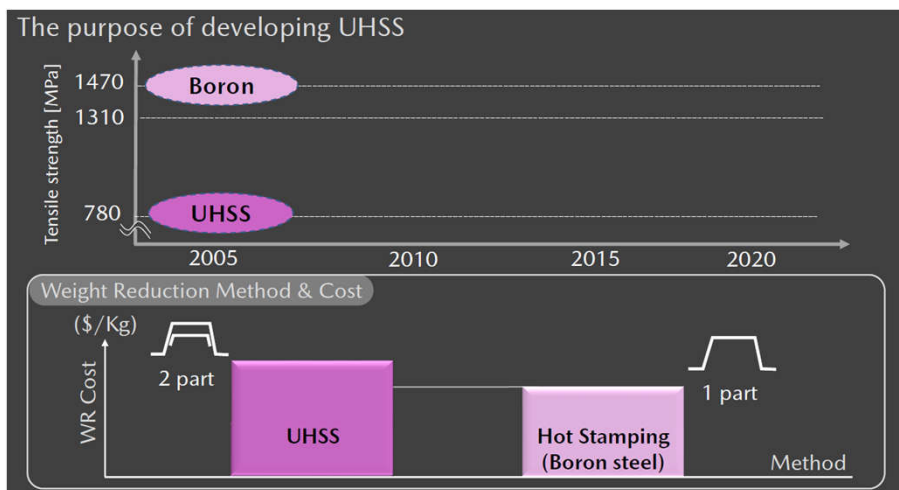 The purpose of developing UHSS
Tensile strength [MPa]
1470
1310
780
Boron
UHSS
2005 2010 2015 2020
Weight Reduction Method & Cost
($/Kg)
WR Cost
2 part
UHSS
Hot Stamping
(Boron steel)
1 part
Method